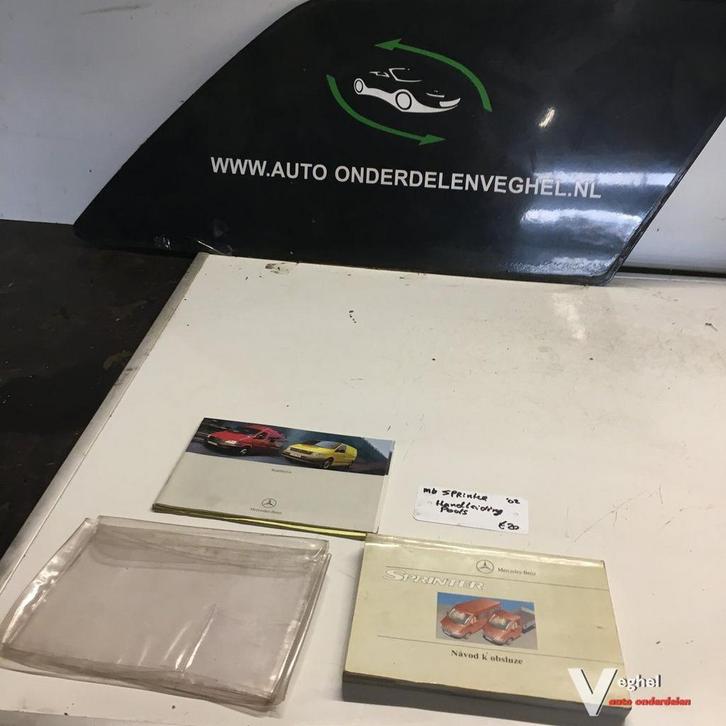 WWW.AUTO ONDERDELENVEGHEL.NL
Mercedes-Benz
MB SPRINTER '02
Handleiding
Pools
€20
Mercedes-Benz
SPRINTER
Návod k obsluze
Veghel
auto onderdelen